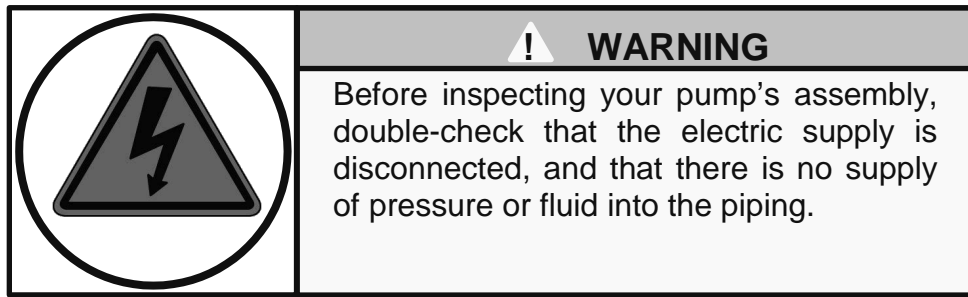 ! WARNING
Before inspecting your pump's assembly,
double-check that the electric supply is
disconnected, and that there is no supply
of pressure or fluid into the piping.